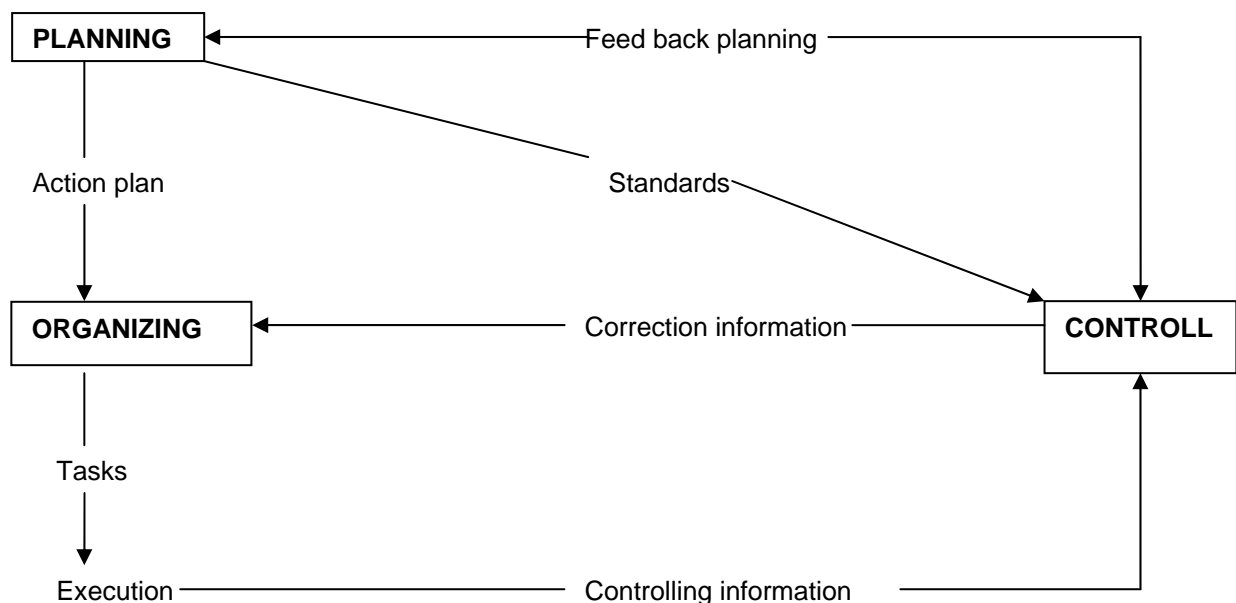 PLANNING
Feed back planning
Action plan
Standards
ORGANIZING
Correction information
CONTROLL
Tasks
Execution
Controlling information